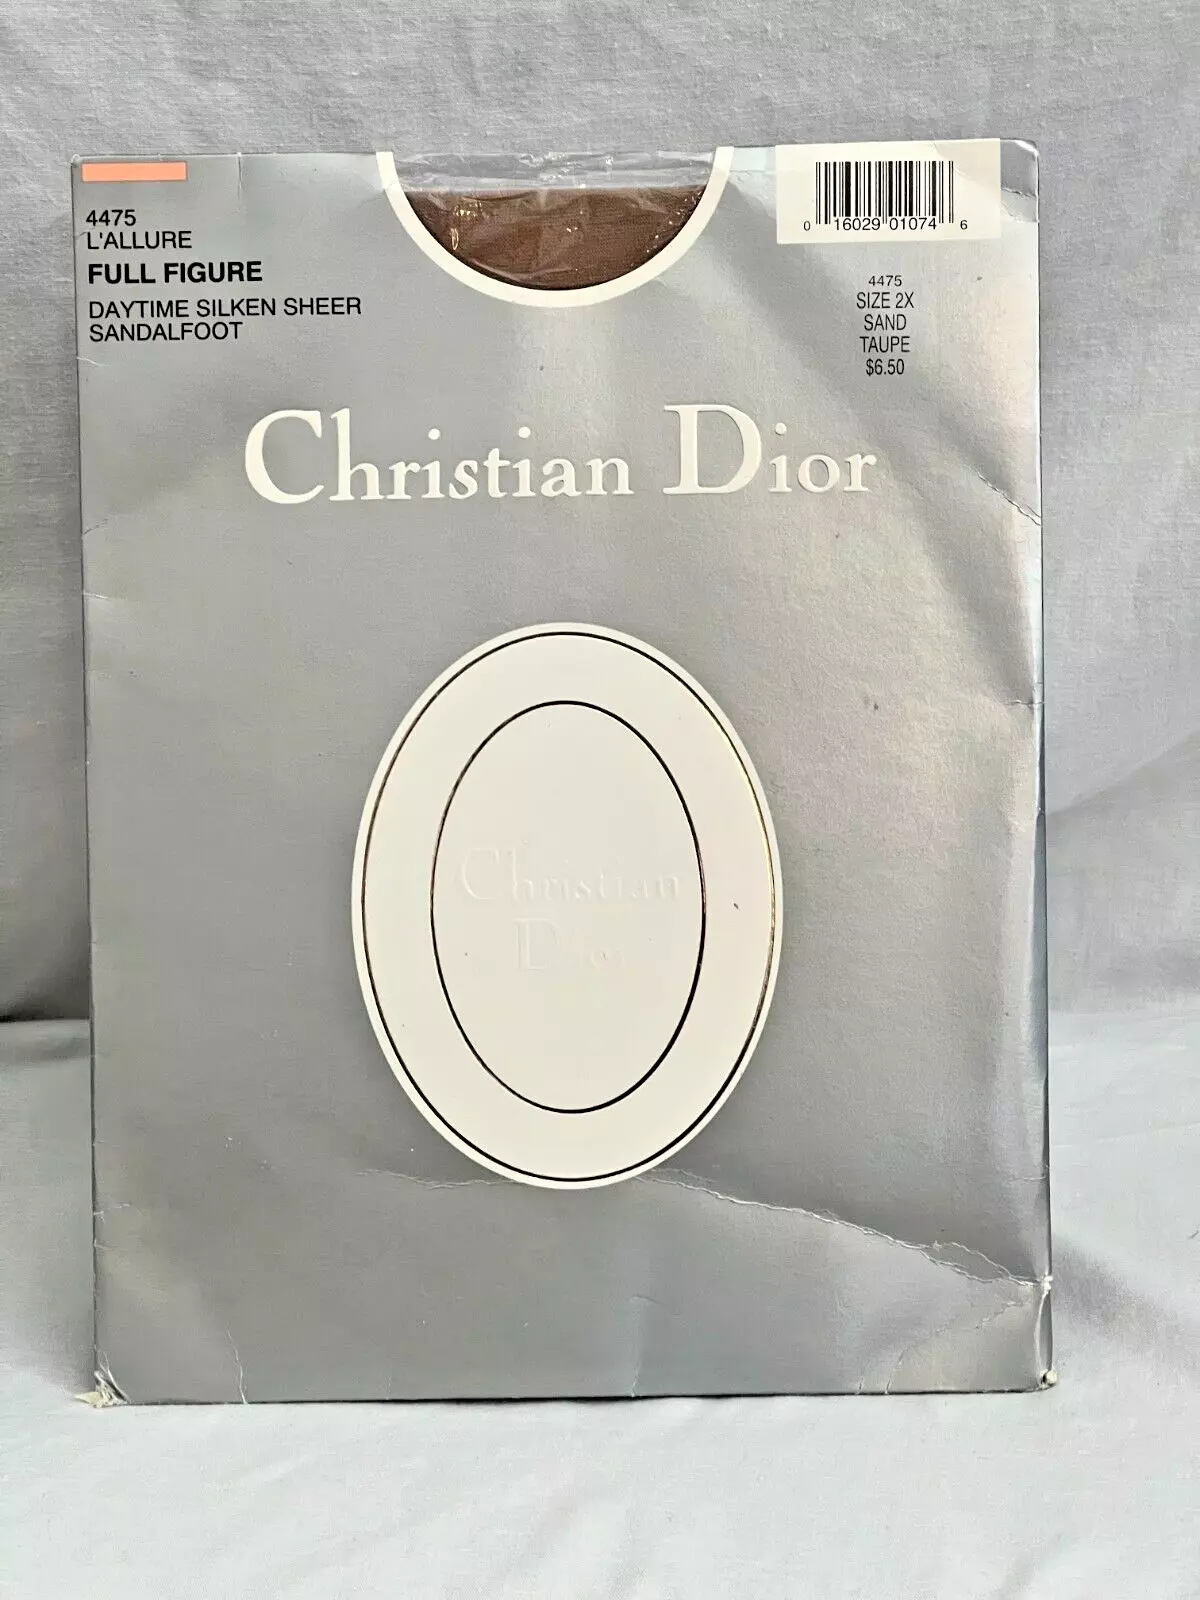 4475
L'ALLURE
FULL FIGURE
DAYTIME SILKEN SHEER
SANDALFOOT
0 16029 01074 6
4475
SIZE 2X
SAND
TAUPE
$6.50
Christian Dior
Christian
Dior